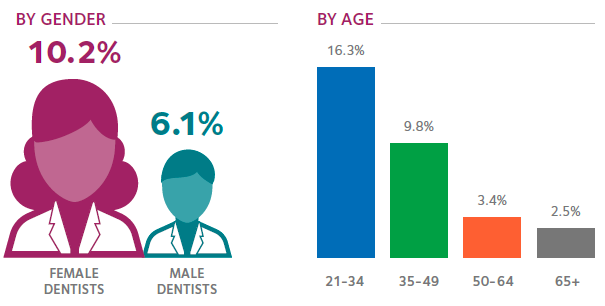 BY GENDER
10.2%
6.1%
FEMALE
DENTISTS
MALE
DENTISTS
BY AGE
16.3%
9.8%
3.4%
2.5%
21–34
35–49
50–64
65+